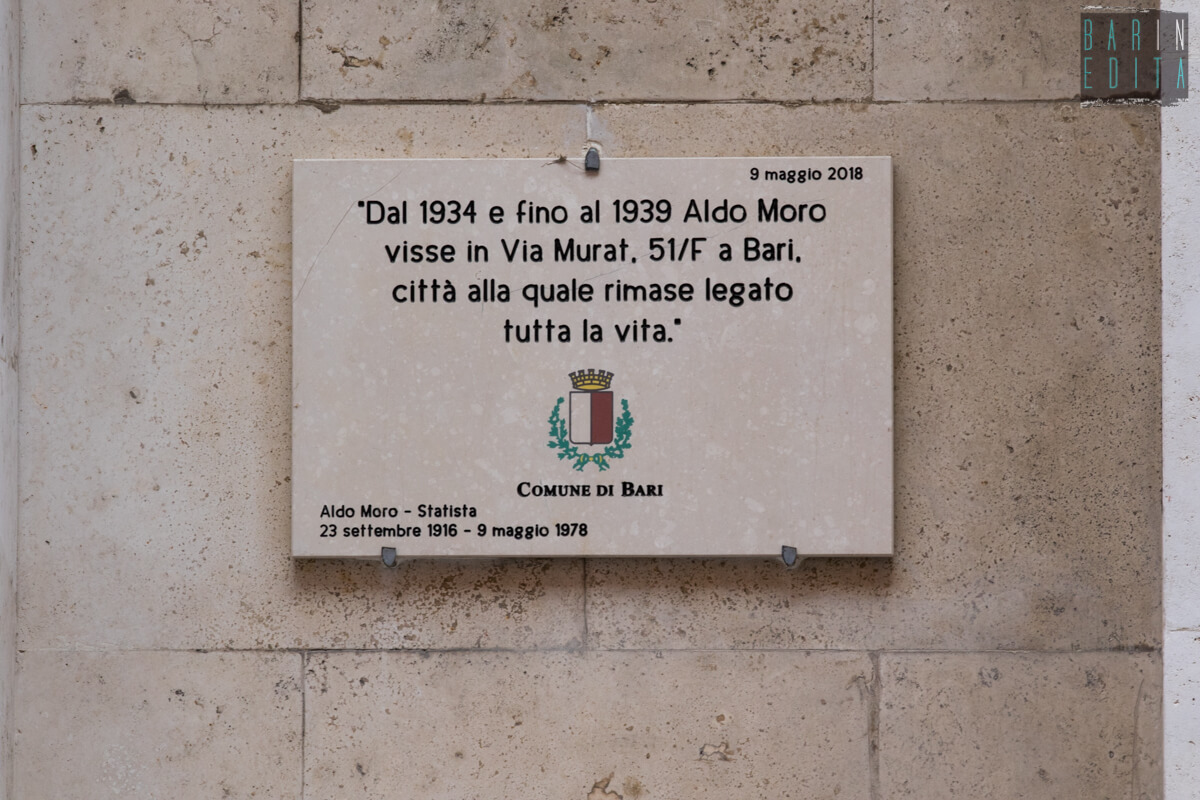 BARIN
EDITA
9 maggio 2018
"Dal 1934 e fino al 1939 Aldo Moro
visse in Via Murat, 51/F a Bari,
città alla quale rimase legato
tutta la vita."
COMUNE DI BARI
Aldo Moro - Statista
23 settembre 1916 - 9 maggio 1978